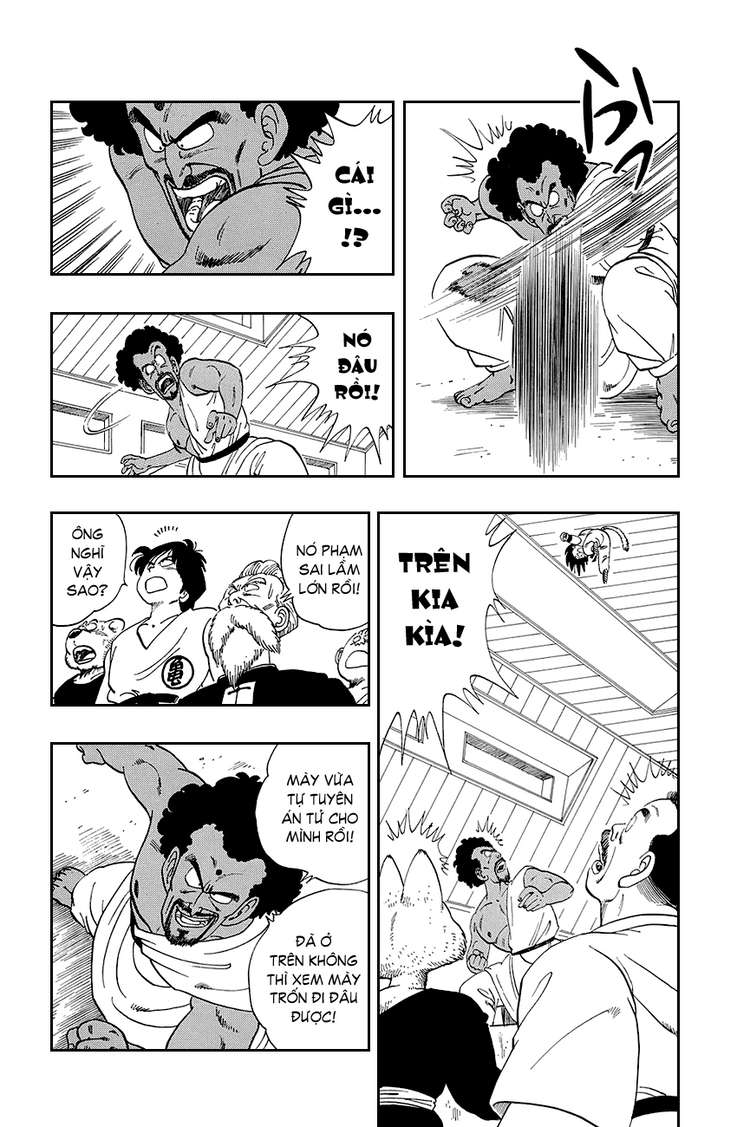 CÁI
GÌ...
!?
NÓ
ĐÂU
RỒI!
ÔNG
NGHĨ
VẬY
SAO?
NÓ PHẠM
SAI LẦM
LỚN RỒI!
TRÊN
KIA
KÌA!
亀
MÀY VỪA
TỰ TUYÊN
ÁN TỬ CHO
MÌNH RỒI!
ĐÃ Ở
TRÊN KHÔNG
THÌ XEM MÀY
TRỐN ĐI ĐÂU
ĐƯỢC!